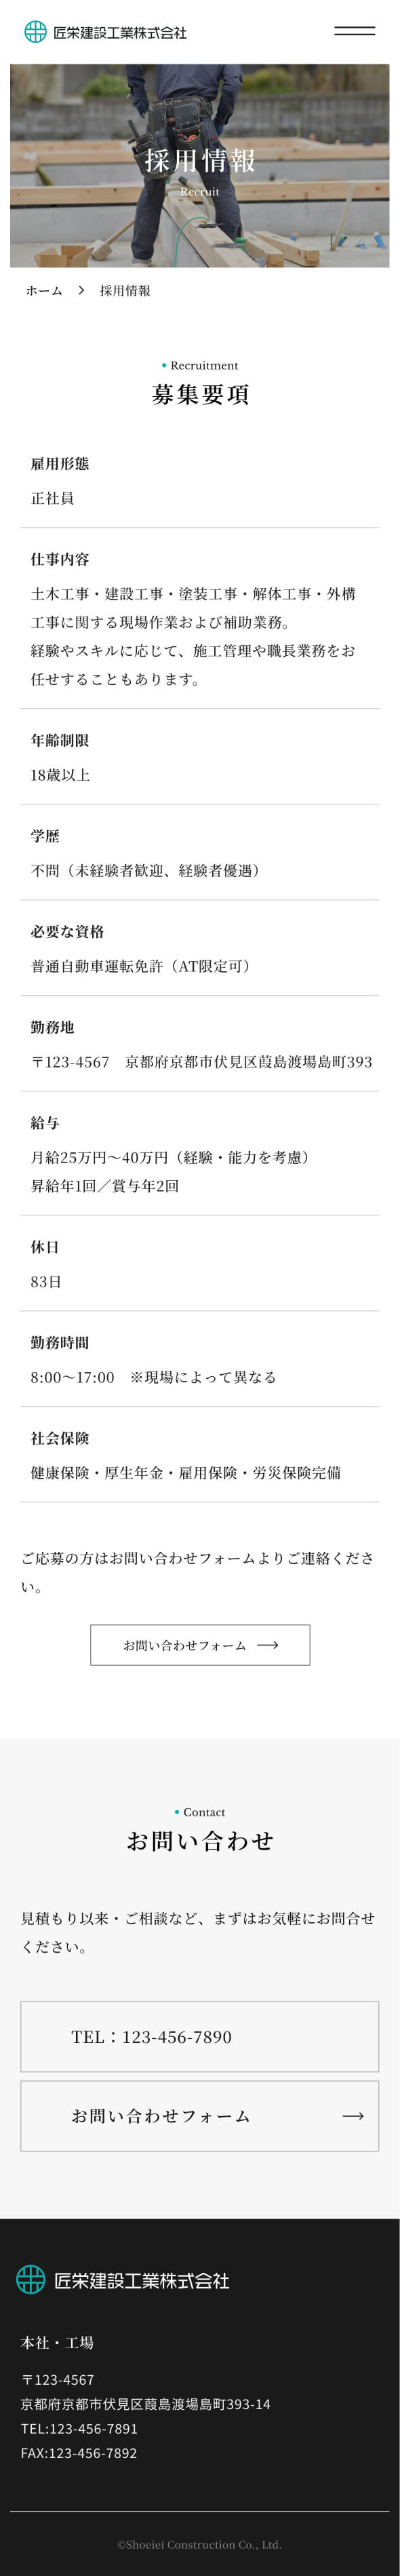 匠栄建設工業株式会社
採用情報
Recruit
ホーム > 採用情報
Recruitment
募集要項
雇用形態
正社員
仕事内容
土木工事・建設工事・塗装工事・解体工事・外構
工事に関する現場作業および補助業務。
経験やスキルに応じて、施工管理や職長業務をお
任せすることもあります。
年齢制限
18歳以上
学歴
不問（未経験者歓迎、経験者優遇）
必要な資格
普通自動車運転免許（AT限定可）
勤務地
〒123-4567　京都府京都市伏見区葭島渡場島町393
給与
月給25万円〜40万円（経験・能力を考慮）
昇給年1回／賞与年2回
休日
83日
勤務時間
8:00〜17:00　※現場によって異なる
社会保険
健康保険・厚生年金・雇用保険・労災保険完備
ご応募の方はお問い合わせフォームよりご連絡くださ
い。
お問い合わせフォーム
Contact
お問い合わせ
見積もり以来・ご相談など、まずはお気軽にお問合せ
ください。
TEL：123-456-7890
お問い合わせフォーム
匠栄建設工業株式会社
本社・工場
〒123-4567
京都府京都市伏見区葭島渡場島町393-14
TEL:123-456-7891
FAX:123-456-7892
©Shoeiei Construction Co., Ltd.